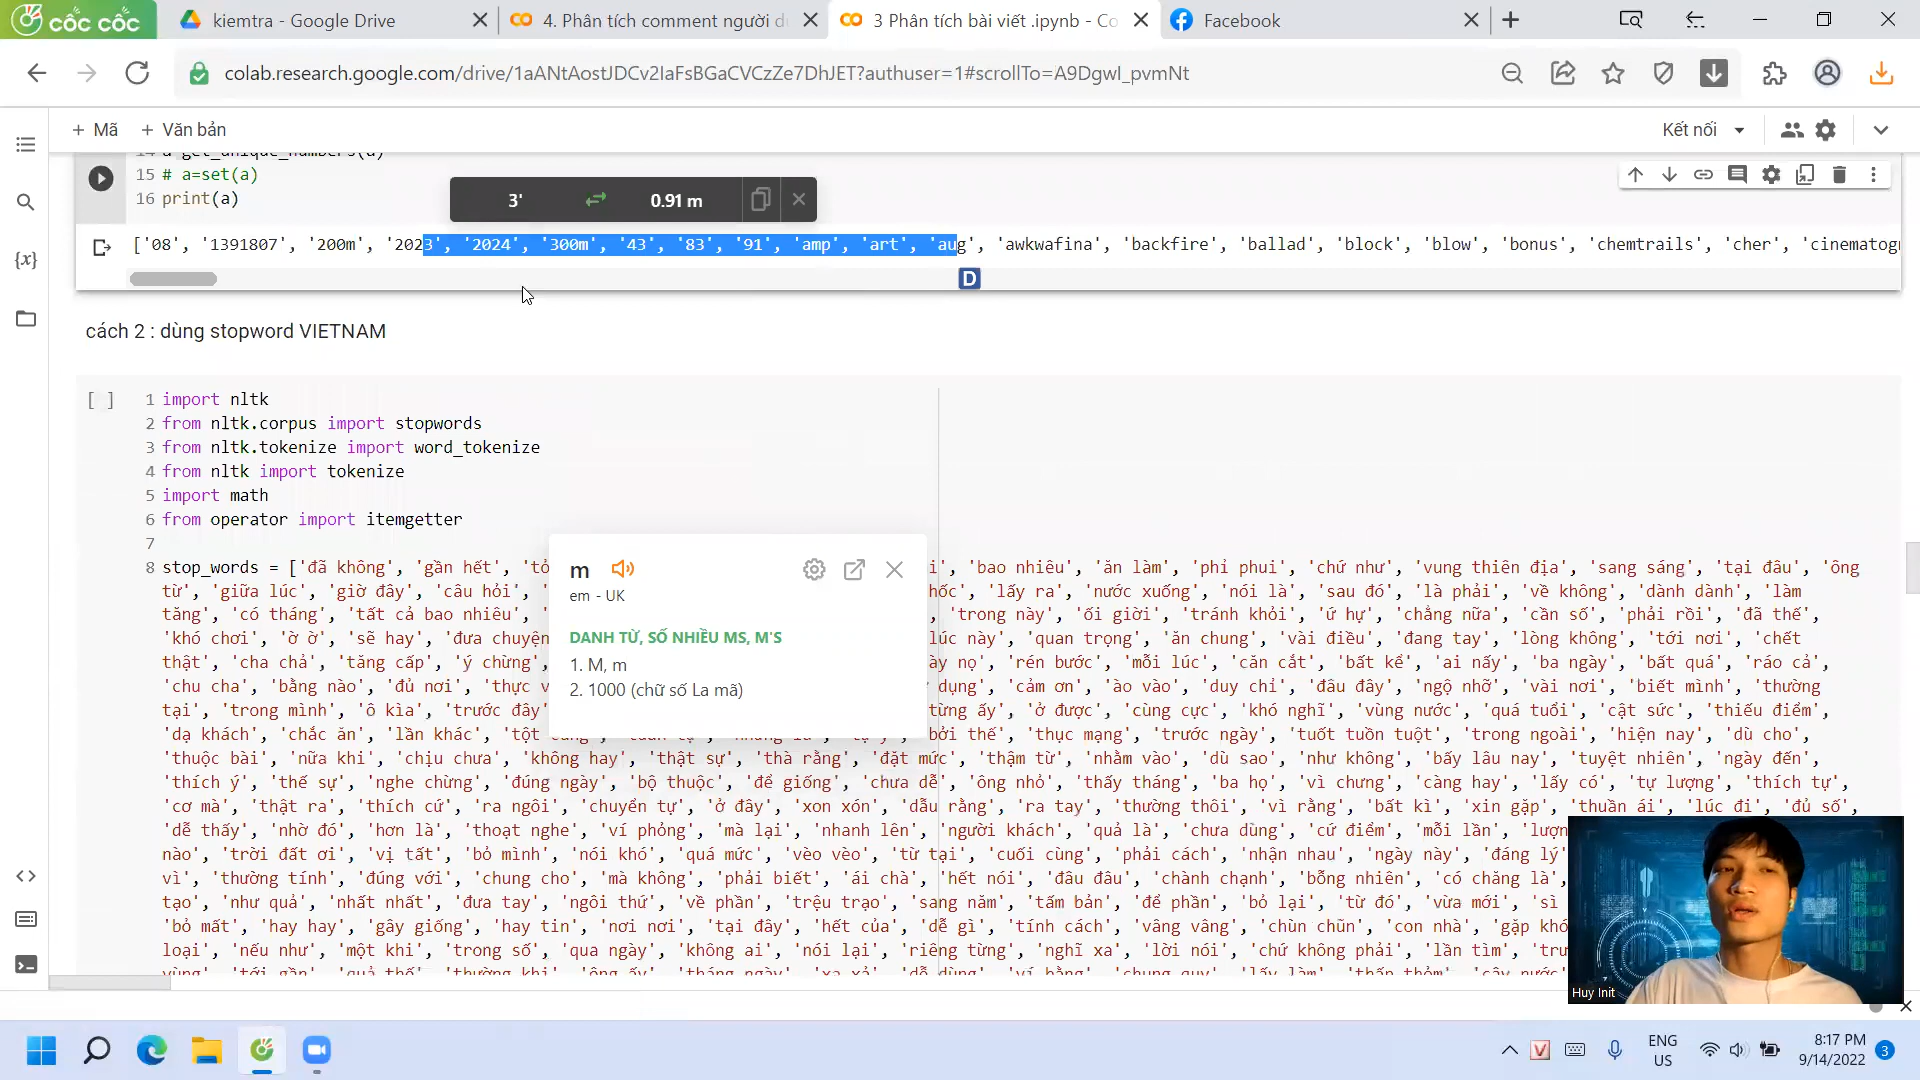 cốc cốc
kiemtra - Google Drive
4. Phân tích comment người d
3 Phân tích bài viết .ipynb - Co
Facebook
colab.research.google.com/drive/1aANtAostJDCv2IaFsBGaCVCzZe7DhJET?authuser=1#scrollTo=A9DgwI_pvmNt
+ Mã + Văn bản
Kết nối
14 a=get_unique_numbers(a)
15 # a=set(a)
16 print(a)
3' 0.91 m
['08', '1391807', '200m', '2023', '2024', '300m', '43', '83', '91', 'amp', 'art', 'aug', 'awkwafina', 'backfire', 'ballad', 'block', 'blow', 'bonus', 'chemtrails', 'cher', 'cinematogr
D
cách 2 : dùng stopword VIETNAM
[ ] 1 import nltk
2 from nltk.corpus import stopwords
3 from nltk.tokenize import word_tokenize
4 from nltk import tokenize
5 import math
6 from operator import itemgetter
7
8 stop_words = ['đã không', 'gần hết', 'tỏ i', 'bao nhiêu', 'ăn làm', 'phỉ phui', 'chứ như', 'vung thiên địa', 'sang sáng', 'tại đâu', 'ông
từ', 'giữa lúc', 'giờ đây', 'câu hỏi', hốc', 'lấy ra', 'nước xuống', 'nói là', 'sau đó', 'là phải', 'về không', 'dành dành', 'làm
tăng', 'có tháng', 'tất cả bao nhiêu', 'trong này', 'ối giời', 'tránh khỏi', 'ứ hự', 'chẳng nữa', 'cần số', 'phải rồi', 'đã thế',
'khó chơi', 'ờ ờ', 'sẽ hay', 'đưa chuyện lúc này', 'quan trọng', 'ăn chung', 'vài điều', 'đang tay', 'lòng không', 'tới nơi', 'chết
thật', 'cha chả', 'tăng cấp', 'ý chừng', ày nọ', 'rén bước', 'mỗi lúc', 'căn cắt', 'bất kể', 'ai nấy', 'ba ngày', 'bất quá', 'ráo cả',
'chu cha', 'bằng nào', 'đủ nơi', 'thực v dụng', 'cảm ơn', 'ào vào', 'duy chỉ', 'đâu đây', 'ngộ nhỡ', 'vài nơi', 'biết mình', 'thường
tại', 'trong mình', 'ô kìa', 'trước đây' từng ấy', 'ở được', 'cùng cực', 'khó nghĩ', 'vùng nước', 'quá tuổi', 'cật sức', 'thiếu điểm',
'dạ khách', 'chắc ăn', 'lần khác', 'tột bởi thế', 'thục mạng', 'trước ngày', 'tuốt tuồn tuột', 'trong ngoài', 'hiện nay', 'dù cho',
'thuộc bài', 'nữa khi', 'chịu chưa', 'không hay', 'thật sự', 'thà rằng', 'đặt mức', 'thậm từ', 'nhằm vào', 'dù sao', 'như không', 'bấy lâu nay', 'tuyệt nhiên', 'ngày đến',
'thích ý', 'thế sự', 'nghe chừng', 'đúng ngày', 'bộ thuộc', 'để giống', 'chưa dễ', 'ông nhỏ', 'thấy tháng', 'ba họ', 'vì chưng', 'càng hay', 'lấy có', 'tự lượng', 'thích tự',
'cơ mà', 'thật ra', 'thích cứ', 'ra ngôi', 'chuyển tự', 'ở đây', 'xon xón', 'dẫu rằng', 'ra tay', 'thường thôi', 'vì rằng', 'bất kì', 'xin gặp', 'thuần ái', 'lúc đi', 'đủ số',
'dễ thấy', 'nhờ đó', 'hơn là', 'thoạt nghe', 'ví phỏng', 'mà lại', 'nhanh lên', 'người khách', 'quả là', 'chưa dùng', 'cứ điểm', 'mỗi lần', 'lượn
nào', 'trời đất ơi', 'vị tất', 'bỏ mình', 'nói khó', 'quá mức', 'vèo vèo', 'từ tại', 'cuối cùng', 'phải cách', 'nhận nhau', 'ngày này', 'đáng lý'
vì', 'thường tính', 'đúng với', 'chung cho', 'mà không', 'phải biết', 'ái chà', 'hết nói', 'đâu đâu', 'chành chạnh', 'bỗng nhiên', 'có chăng là',
tạo', 'như quả', 'nhất nhất', 'đưa tay', 'ngôi thứ', 'về phần', 'trệu trạo', 'sang năm', 'tấm bản', 'để phần', 'bỏ lại', 'từ đó', 'vừa mới', 'sì
'bỏ mất', 'hay hay', 'gây giống', 'hay tin', 'nơi nơi', 'tại đây', 'hết của', 'dễ gì', 'tính cách', 'vâng vâng', 'chùn chũn', 'con nhà', 'gặp khó
loại', 'nếu như', 'một khi', 'trong số', 'qua ngày', 'không ai', 'nói lại', 'riêng từng', 'nghĩ xa', 'lời nói', 'chứ không phải', 'lần tìm', 'trư
m
em - UK
DANH TỪ, SỐ NHIỀU MS, M'S
1. M, m
2. 1000 (chữ số La mã)
Huy Init
ENG
US
8:17 PM
9/14/2022
3